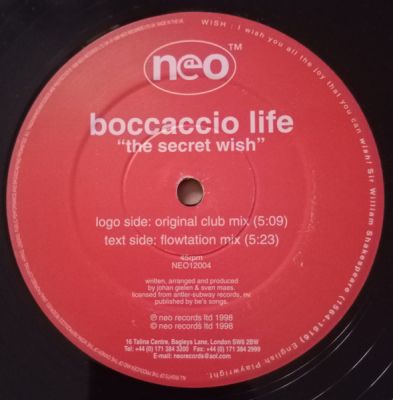 WISH : I wish you all the joy that you can wish! Sir William Shakespeare (1564-1616) English Playwright.
neo™
boccaccio life
"the secret wish"
logo side: original club mix (5:09)
text side: flowtation mix (5:23)
45rpm
NEO12004
written, arranged and produced
by johan gielen & sven maes.
licensed from antler-subway records, nv.
published by be's songs.
℗ neo records ltd 1998
© neo records ltd 1998
16 Talina Centre, Bagleys Lane, London SW6 2BW
Tel: +44 (0) 171 384 3200   Fax : +44 (0) 171 384 2999
E-Mail: neorecords@aol.com